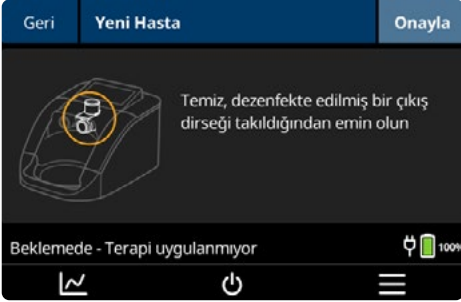 Geri Yeni Hasta Onayla
Temiz, dezenfekte edilmiş bir çıkış
dirseği takıldığından emin olun
Beklemede - Terapi uygulanmıyor 100%